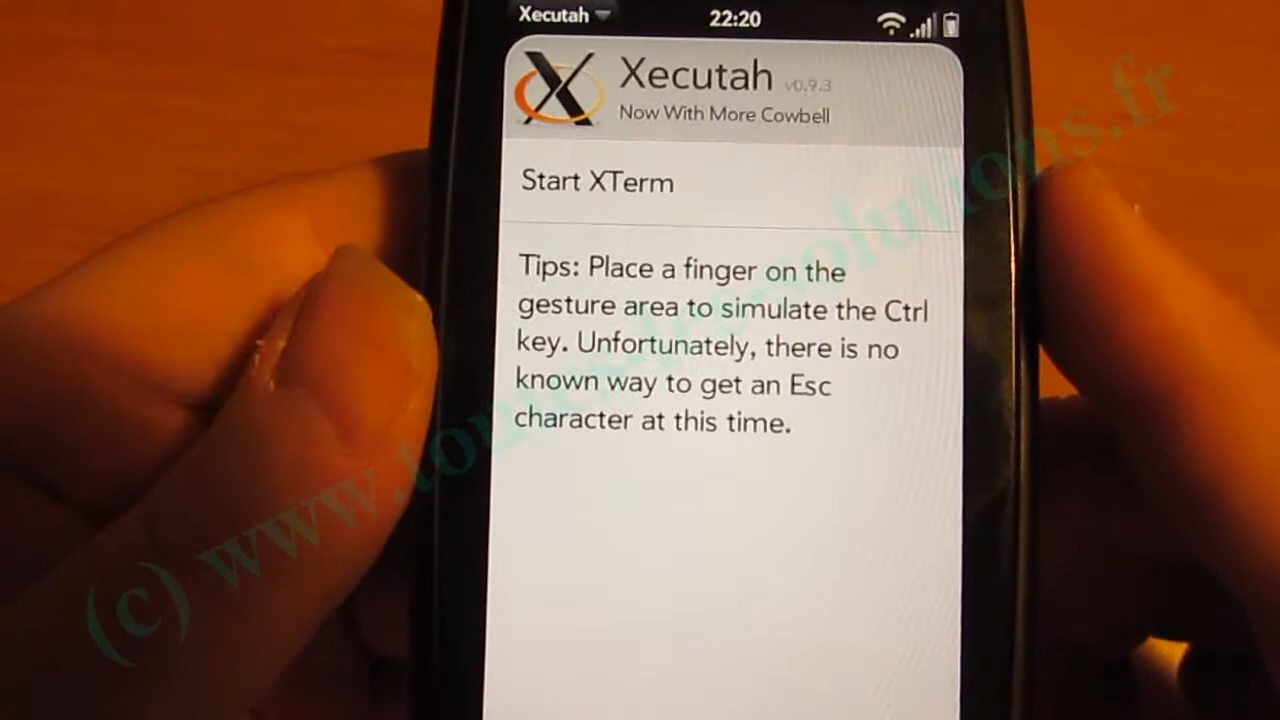 Xecutah
22:20
Xecutah v0.9.3
Now With More Cowbell
Start XTerm
Tips: Place a finger on the
gesture area to simulate the Ctrl
key. Unfortunately, there is no
known way to get an Esc
character at this time.